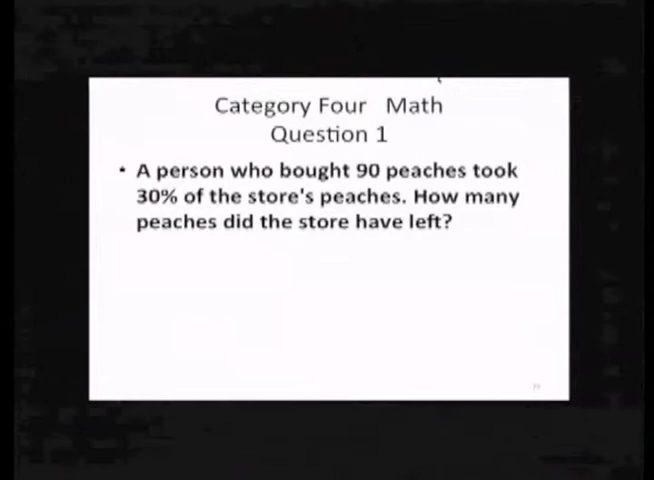 Category Four Math
Question 1
• A person who bought 90 peaches took
30% of the store's peaches. How many
peaches did the store have left?